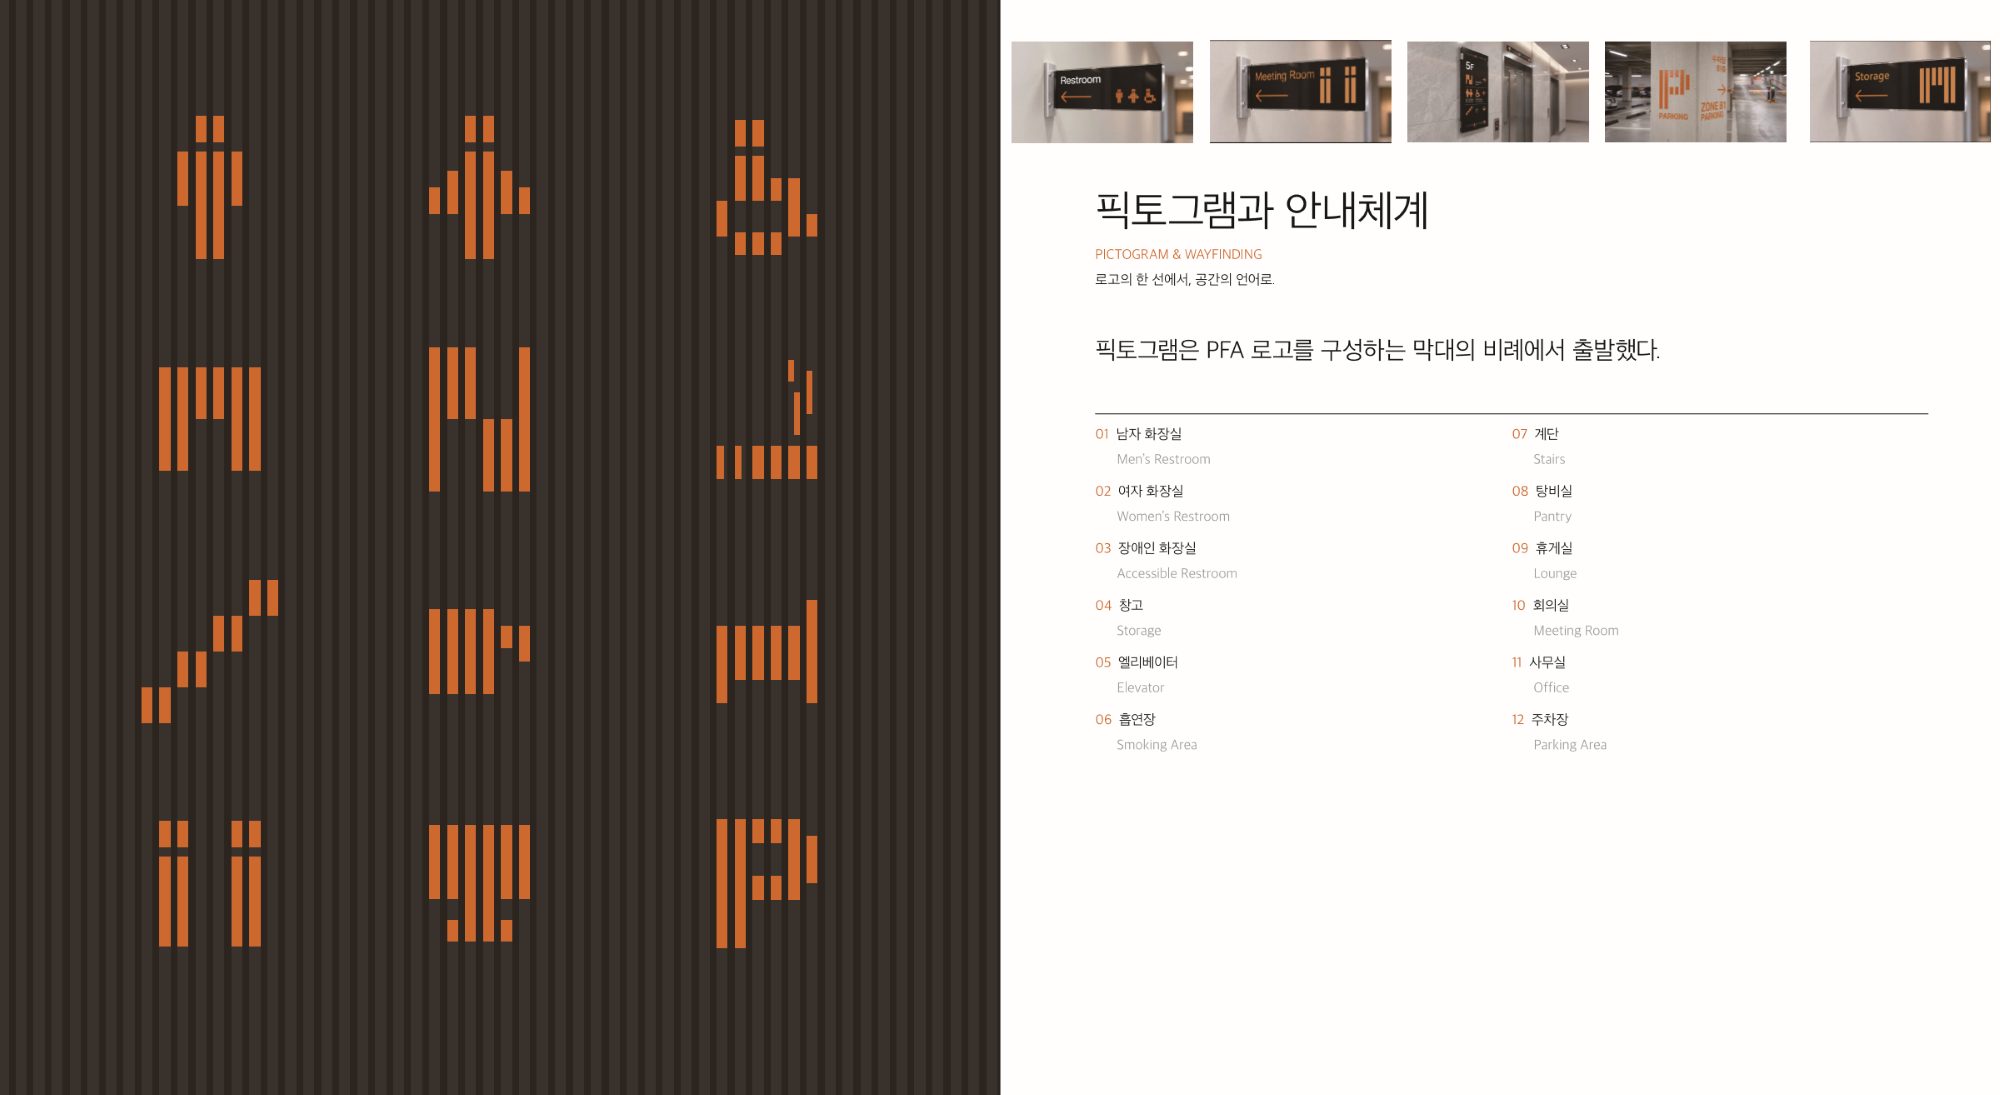 Restroom
Meeting Room
5F
PARKING
ZONE B1
PARKING
Storage
픽토그램과 안내체계
PICTOGRAM & WAYFINDING
로고의 한 선에서, 공간의 언어로.
픽토그램은 PFA 로고를 구성하는 막대의 비례에서 출발했다.
01 남자 화장실
Men's Restroom
02 여자 화장실
Women's Restroom
03 장애인 화장실
Accessible Restroom
04 창고
Storage
05 엘리베이터
Elevator
06 흡연장
Smoking Area
07 계단
Stairs
08 탕비실
Pantry
09 휴게실
Lounge
10 회의실
Meeting Room
11 사무실
Office
12 주차장
Parking Area